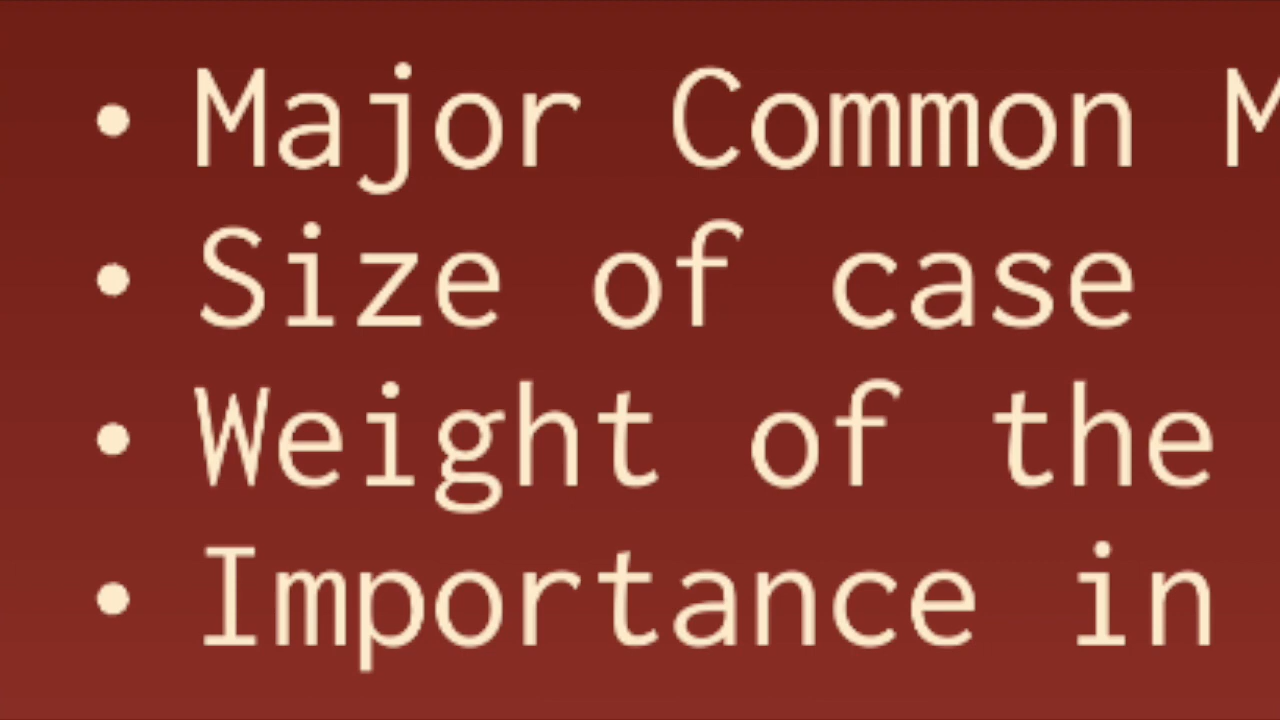 • Major Common M
• Size of case
• Weight of the
• Importance in